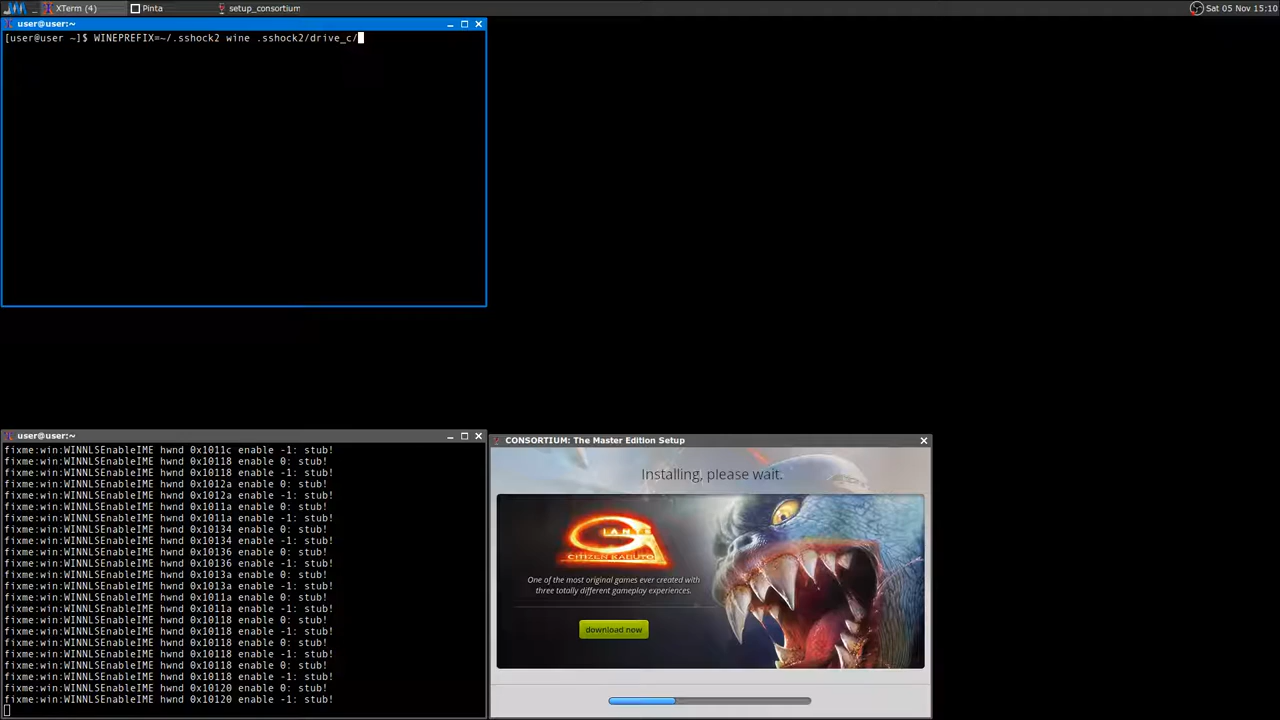 XTerm (4)
Pinta
setup_consortium
Sat 05 Nov 15:10
user@user:~
[user@user ~]$ WINEPREFIX=~/.sshock2 wine .sshock2/drive_c/
user@user:~
fixme:win:WINNLSEnableIME hwnd 0x1011c enable -1: stub!
fixme:win:WINNLSEnableIME hwnd 0x10118 enable 0: stub!
fixme:win:WINNLSEnableIME hwnd 0x10118 enable -1: stub!
fixme:win:WINNLSEnableIME hwnd 0x1012a enable 0: stub!
fixme:win:WINNLSEnableIME hwnd 0x1012a enable -1: stub!
fixme:win:WINNLSEnableIME hwnd 0x1011a enable 0: stub!
fixme:win:WINNLSEnableIME hwnd 0x1011a enable -1: stub!
fixme:win:WINNLSEnableIME hwnd 0x10134 enable 0: stub!
fixme:win:WINNLSEnableIME hwnd 0x10134 enable -1: stub!
fixme:win:WINNLSEnableIME hwnd 0x10136 enable 0: stub!
fixme:win:WINNLSEnableIME hwnd 0x10136 enable -1: stub!
fixme:win:WINNLSEnableIME hwnd 0x1013a enable 0: stub!
fixme:win:WINNLSEnableIME hwnd 0x1013a enable -1: stub!
fixme:win:WINNLSEnableIME hwnd 0x1011a enable 0: stub!
fixme:win:WINNLSEnableIME hwnd 0x1011a enable -1: stub!
fixme:win:WINNLSEnableIME hwnd 0x10118 enable 0: stub!
fixme:win:WINNLSEnableIME hwnd 0x10118 enable -1: stub!
fixme:win:WINNLSEnableIME hwnd 0x10118 enable 0: stub!
fixme:win:WINNLSEnableIME hwnd 0x10118 enable -1: stub!
fixme:win:WINNLSEnableIME hwnd 0x10118 enable 0: stub!
fixme:win:WINNLSEnableIME hwnd 0x10118 enable -1: stub!
fixme:win:WINNLSEnableIME hwnd 0x10120 enable 0: stub!
fixme:win:WINNLSEnableIME hwnd 0x10120 enable -1: stub!
CONSORTIUM: The Master Edition Setup
Installing, please wait.
GIANTS
CITIZEN KABUTO
One of the most original games ever created with
three totally different gameplay experiences.
download now